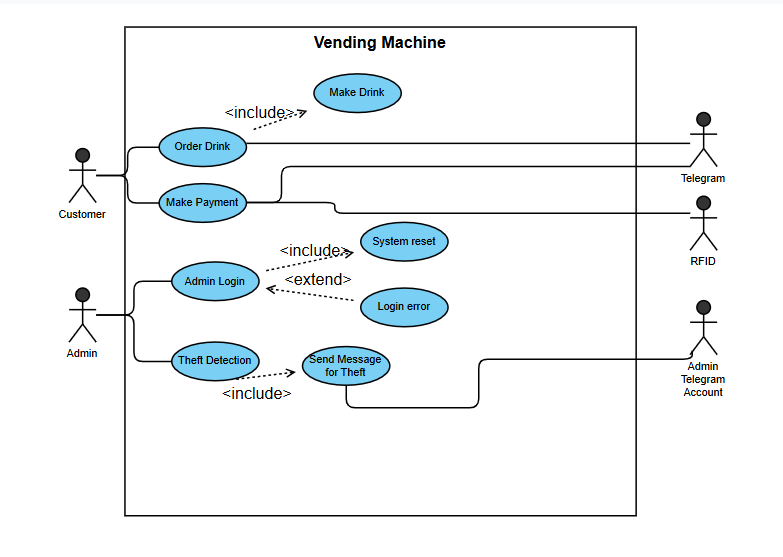 Vending Machine
Make Drink
<include>
Order Drink
Telegram
Customer
Make Payment
System reset
<include>
RFID
Admin Login
<extend>
Login error
Admin
Theft Detection
Send Message
for Theft
<include>
Admin
Telegram
Account